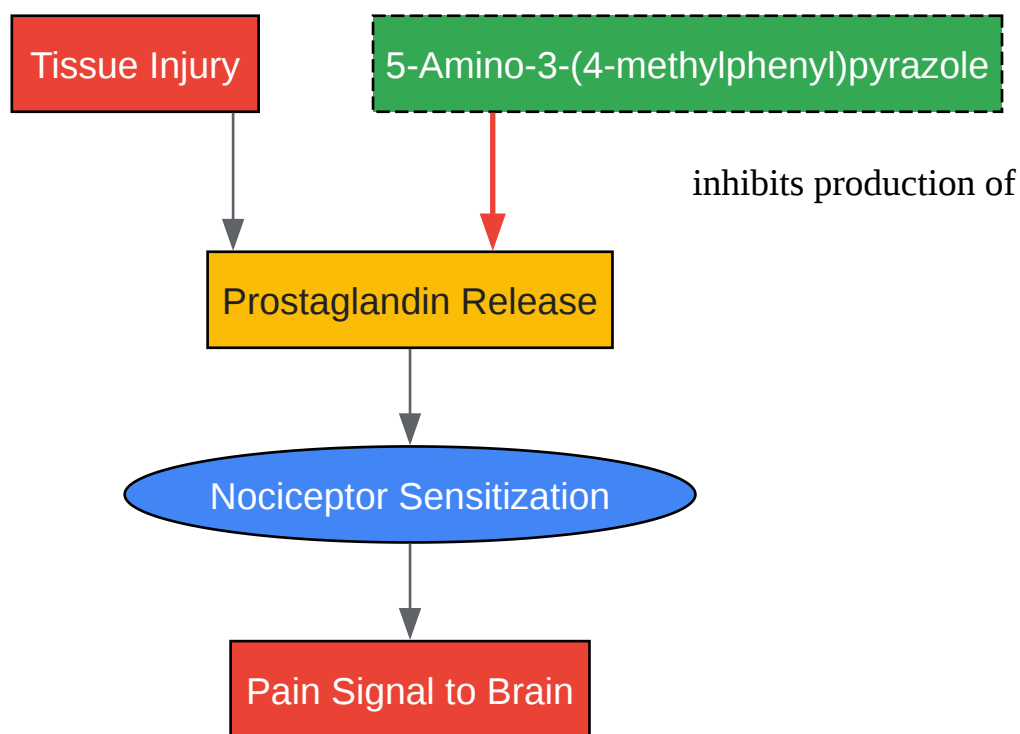 Tissue Injury
5-Amino-3-(4-methylphenyl)pyrazole
inhibits production of
Prostaglandin Release
Nociceptor Sensitization
Pain Signal to Brain